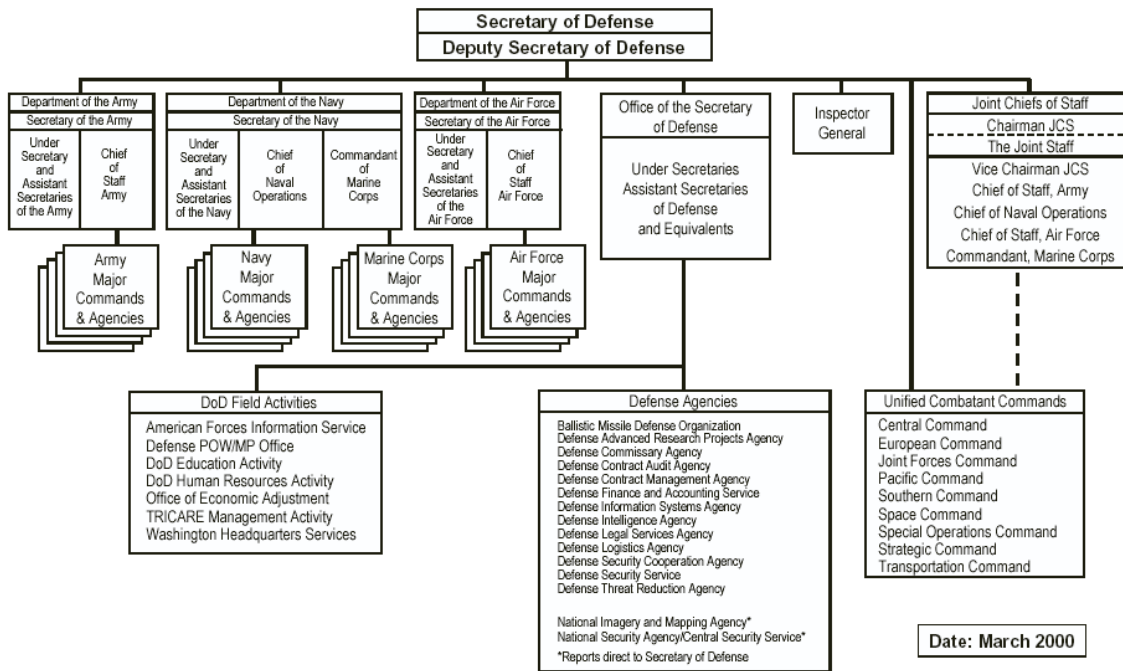 Secretary of Defense
Deputy Secretary of Defense
Department of the Army
Secretary of the Army
Under
Secretary
and
Assistant
Secretaries
of the Army
Chief
of
Staff
Army
Department of the Navy
Secretary of the Navy
Under
Secretary
and
Assistant
Secretaries
of the Navy
Chief
of
Naval
Operations
Commandant
of
Marine
Corps
Department of the Air Force
Secretary of the Air Force
Under
Secretary
and
Assistant
Secretaries
of the
Air Force
Chief
of
Staff
Air Force
Office of the Secretary
of Defense
Under Secretaries
Assistant Secretaries
of Defense
and Equivalents
Inspector
General
Joint Chiefs of Staff
Chairman JCS
The Joint Staff
Vice Chairman JCS
Chief of Staff, Army
Chief of Naval Operations
Chief of Staff, Air Force
Commandant, Marine Corps
Army
Major
Commands
& Agencies
Navy
Major
Commands
& Agencies
Marine Corps
Major
Commands
& Agencies
Air Force
Major
Commands
& Agencies
DoD Field Activities
American Forces Information Service
Defense POW/MP Office
DoD Education Activity
DoD Human Resources Activity
Office of Economic Adjustment
TRICARE Management Activity
Washington Headquarters Services
Defense Agencies
Ballistic Missile Defense Organization
Defense Advanced Research Projects Agency
Defense Commissary Agency
Defense Contract Audit Agency
Defense Contract Management Agency
Defense Finance and Accounting Service
Defense Information Systems Agency
Defense Intelligence Agency
Defense Legal Services Agency
Defense Logistics Agency
Defense Security Cooperation Agency
Defense Security Service
Defense Threat Reduction Agency
National Imagery and Mapping Agency*
National Security Agency/Central Security Service*
*Reports direct to Secretary of Defense
Unified Combatant Commands
Central Command
European Command
Joint Forces Command
Pacific Command
Southern Command
Space Command
Special Operations Command
Strategic Command
Transportation Command
Date: March 2000